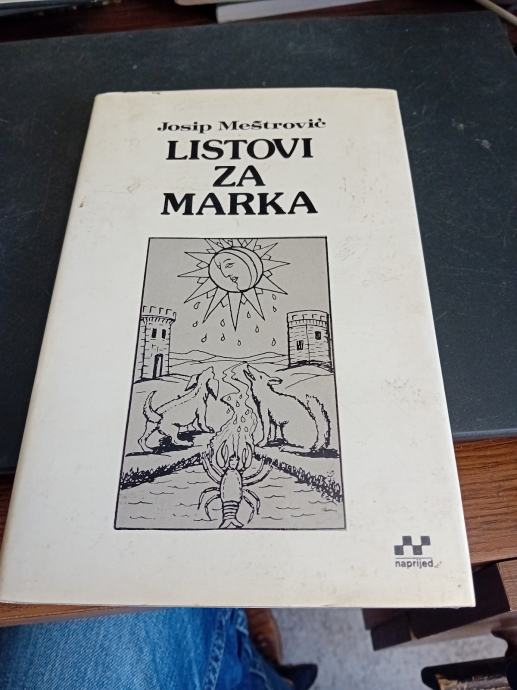 Josip Meštrović
LISTOVI
ZA
MARKA
naprijed